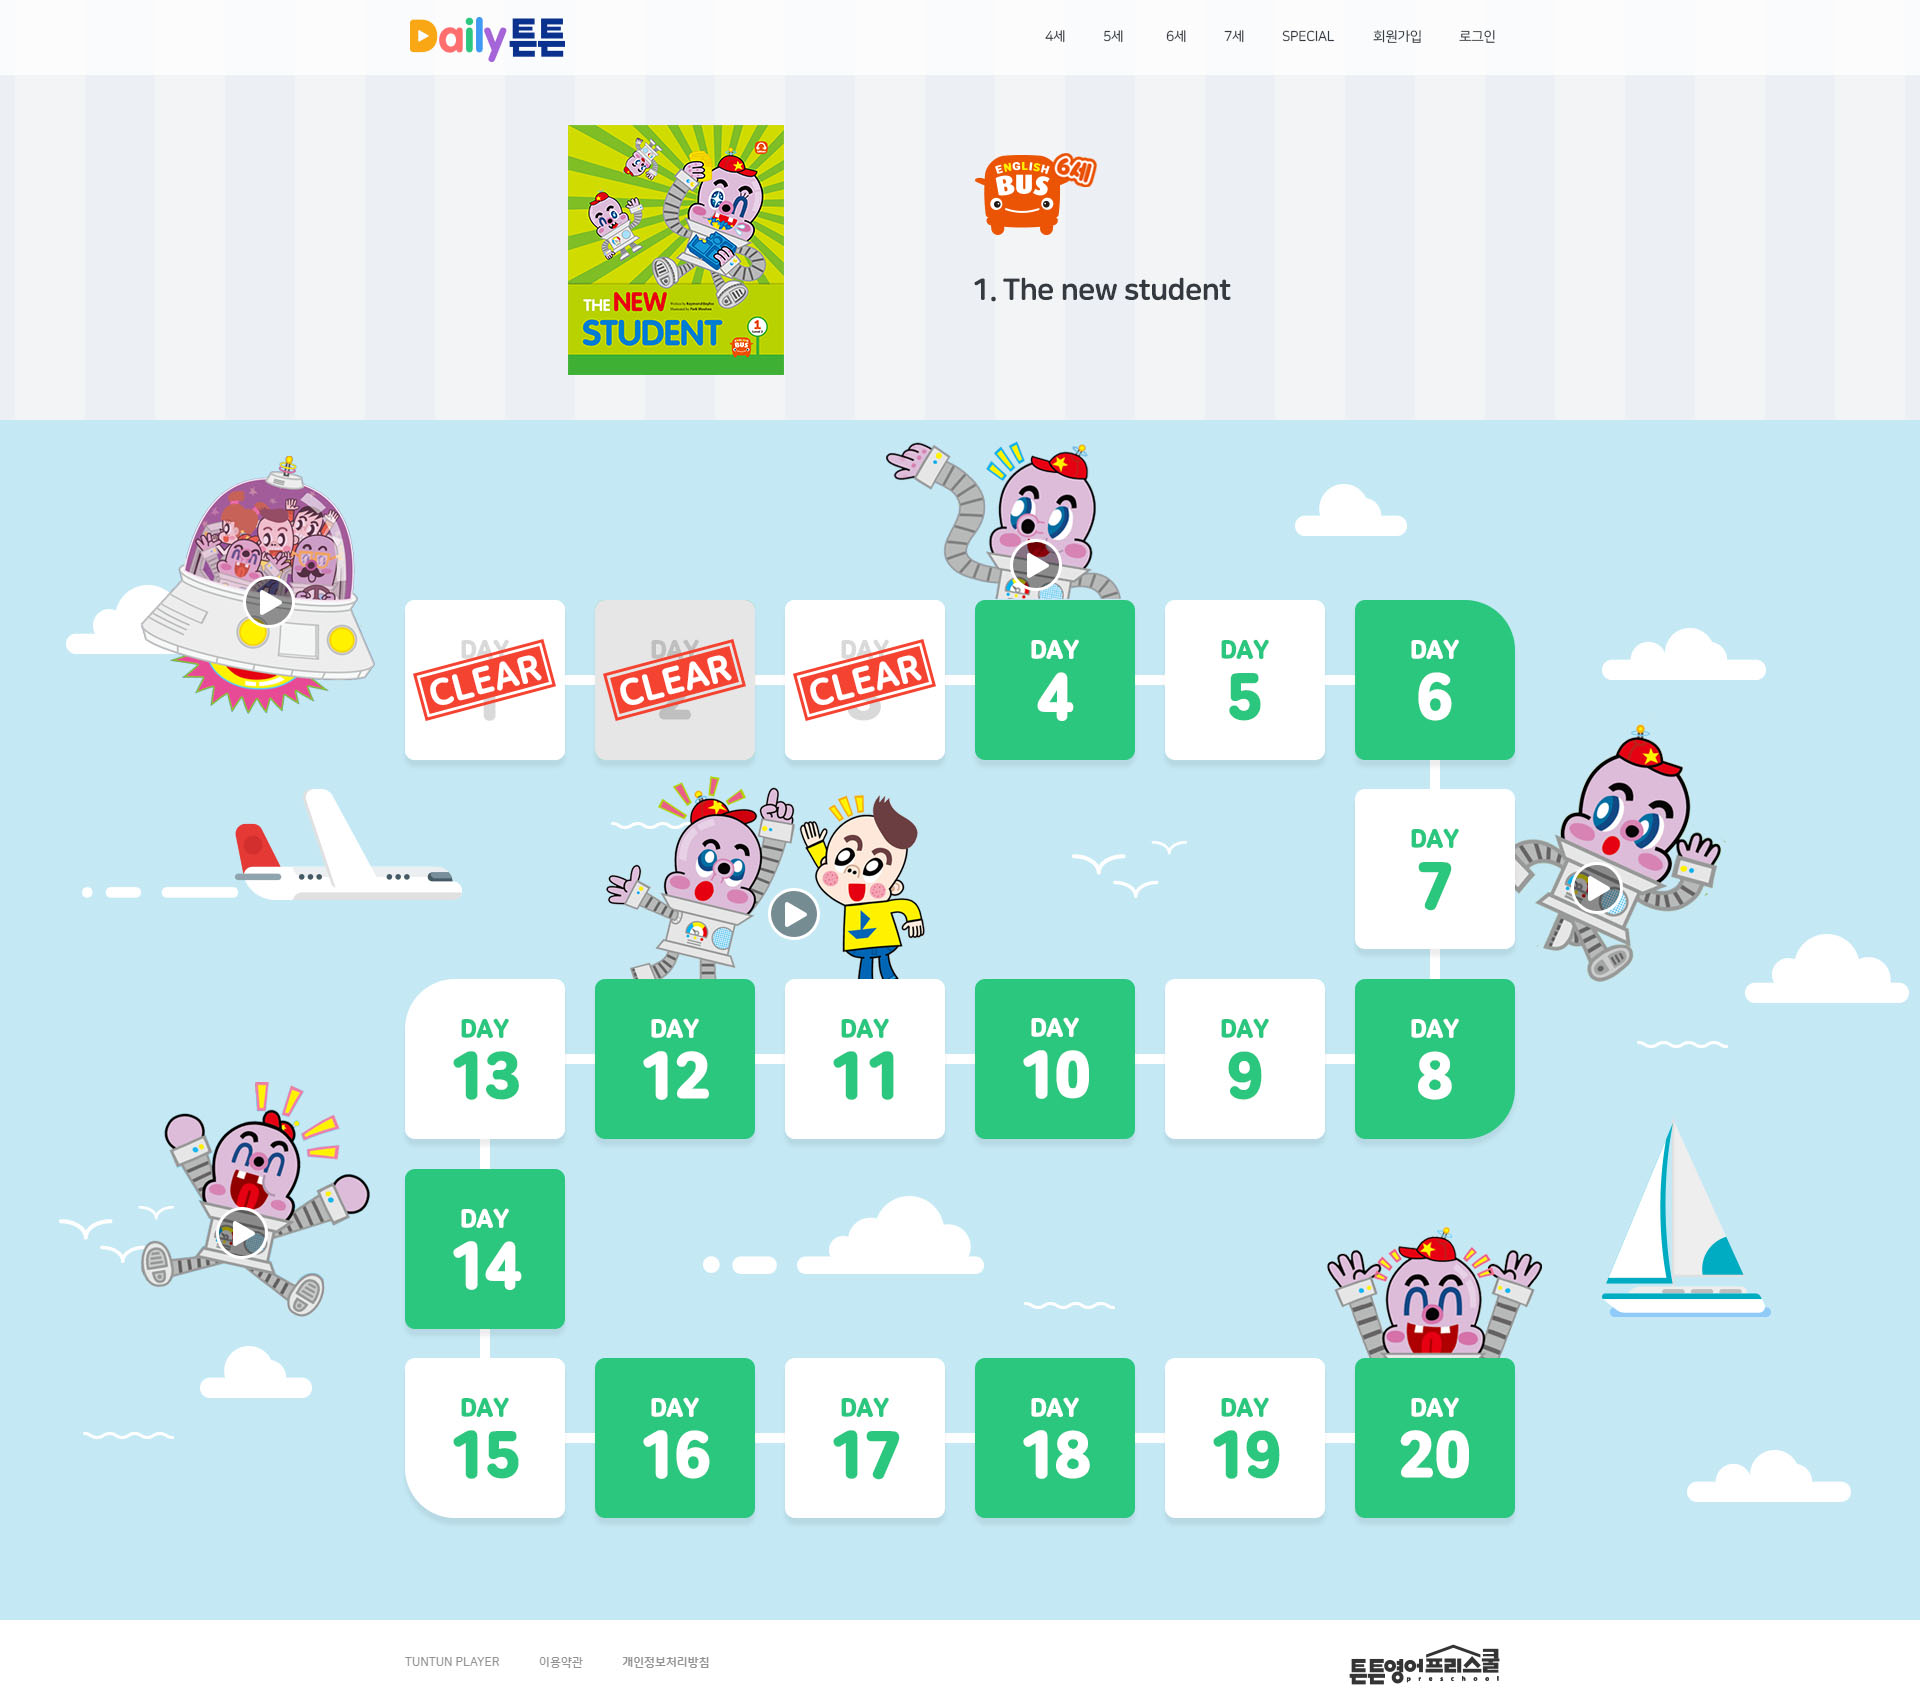 Daily 튼튼
4세 5세 6세 7세 SPECIAL 회원가입 로그인
ENGLISH
BUS
6세
1. The new student
THE NEW
STUDENT
1
BUS
DAY
CLEAR
1
DAY
CLEAR
2
DAY
CLEAR
3
DAY
4
DAY
5
DAY
6
DAY
7
DAY
13
DAY
12
DAY
11
DAY
10
DAY
9
DAY
8
DAY
14
DAY
15
DAY
16
DAY
17
DAY
18
DAY
19
DAY
20
TUNTUN PLAYER 이용약관 개인정보처리방침
튼튼영어프리스쿨
preschool